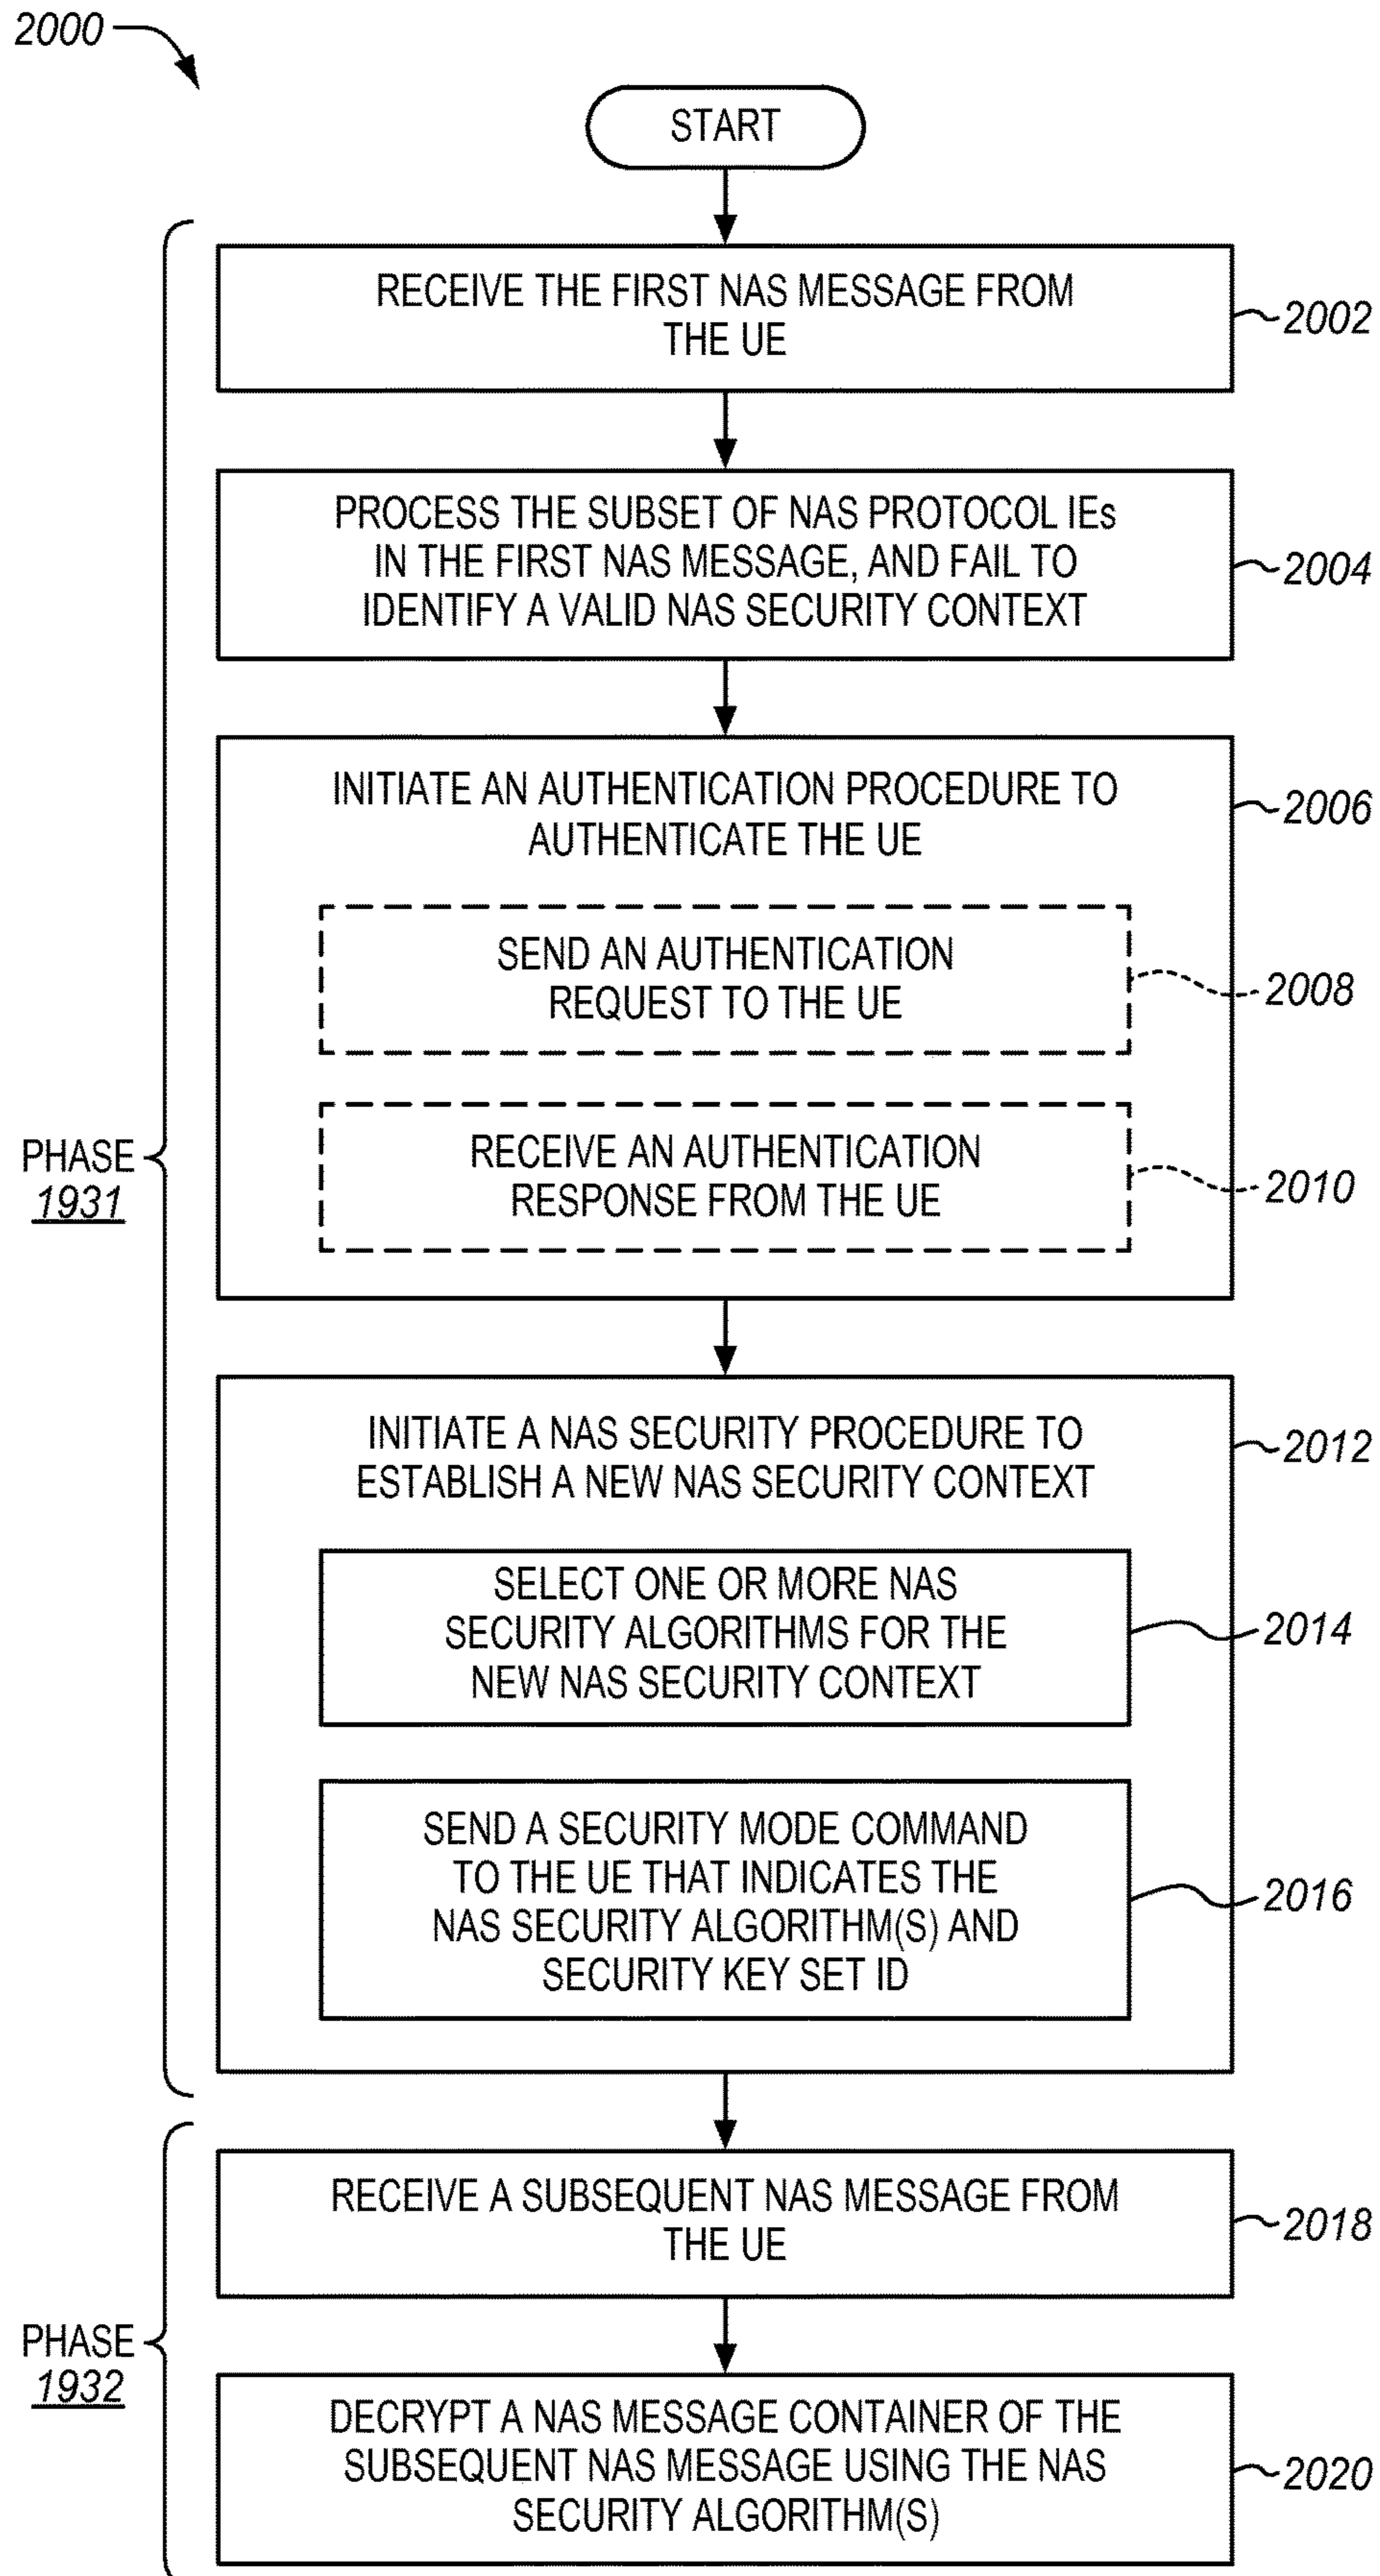 2000
START
RECEIVE THE FIRST NAS MESSAGE FROM
THE UE
2002
PROCESS THE SUBSET OF NAS PROTOCOL IEs
IN THE FIRST NAS MESSAGE, AND FAIL TO
IDENTIFY A VALID NAS SECURITY CONTEXT
2004
INITIATE AN AUTHENTICATION PROCEDURE TO
AUTHENTICATE THE UE
2006
SEND AN AUTHENTICATION
REQUEST TO THE UE
2008
RECEIVE AN AUTHENTICATION
RESPONSE FROM THE UE
2010
PHASE
1931
INITIATE A NAS SECURITY PROCEDURE TO
ESTABLISH A NEW NAS SECURITY CONTEXT
2012
SELECT ONE OR MORE NAS
SECURITY ALGORITHMS FOR THE
NEW NAS SECURITY CONTEXT
2014
SEND A SECURITY MODE COMMAND
TO THE UE THAT INDICATES THE
NAS SECURITY ALGORITHM(S) AND
SECURITY KEY SET ID
2016
RECEIVE A SUBSEQUENT NAS MESSAGE FROM
THE UE
2018
PHASE
1932
DECRYPT A NAS MESSAGE CONTAINER OF THE
SUBSEQUENT NAS MESSAGE USING THE NAS
SECURITY ALGORITHM(S)
2020